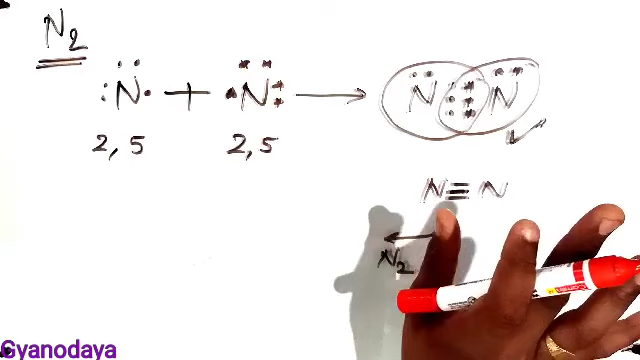 N2
N + N → N N
2, 5 2, 5
N≡N
N2
Gyanodaya